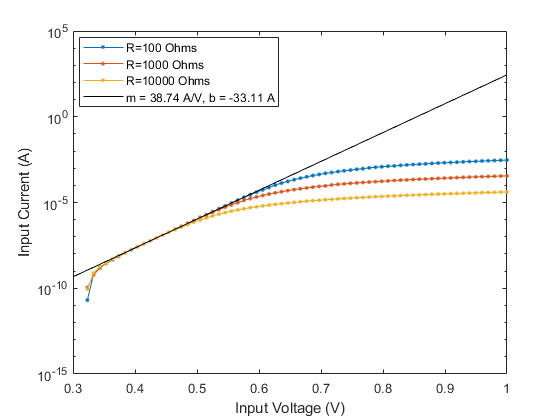 10^5
10^0
10^-5
10^-10
10^-15
R=100 Ohms
R=1000 Ohms
R=10000 Ohms
m = 38.74 A/V, b = -33.11 A
Input Current (A)
0.3 0.4 0.5 0.6 0.7 0.8 0.9 1
Input Voltage (V)